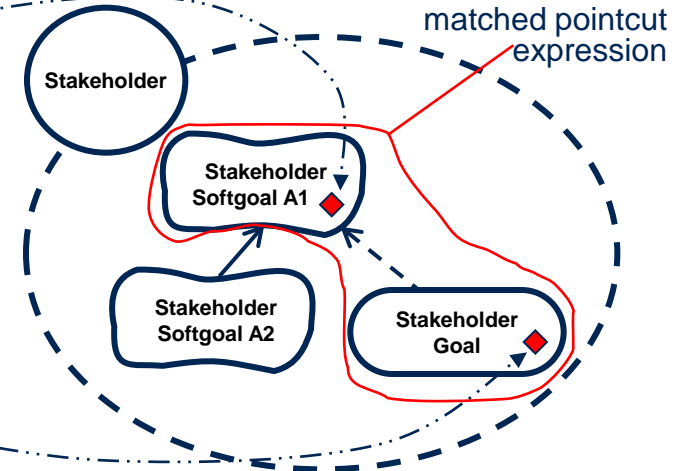 matched pointcut
expression
Stakeholder
Stakeholder
Softgoal A1
Stakeholder
Softgoal A2
Stakeholder
Goal